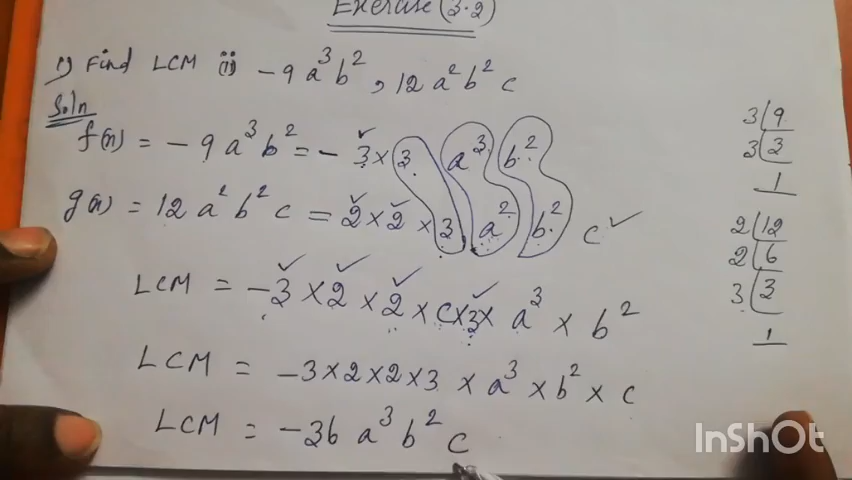 Exercise (3.2)
1) Find LCM (ii) -9a³b², 12a²b²c
Soln
f(x) = -9a³b² = -3×3 a³ b²
g(x) = 12a²b²c = 2×2×3 a² b² c
LCM = -3×2×2×c×3×a³×b²
LCM = -3×2×2×3×a³×b²×c
LCM = -36a³b²c
3|9
3|3
1
2|12
2|6
3|3
1
InShOt